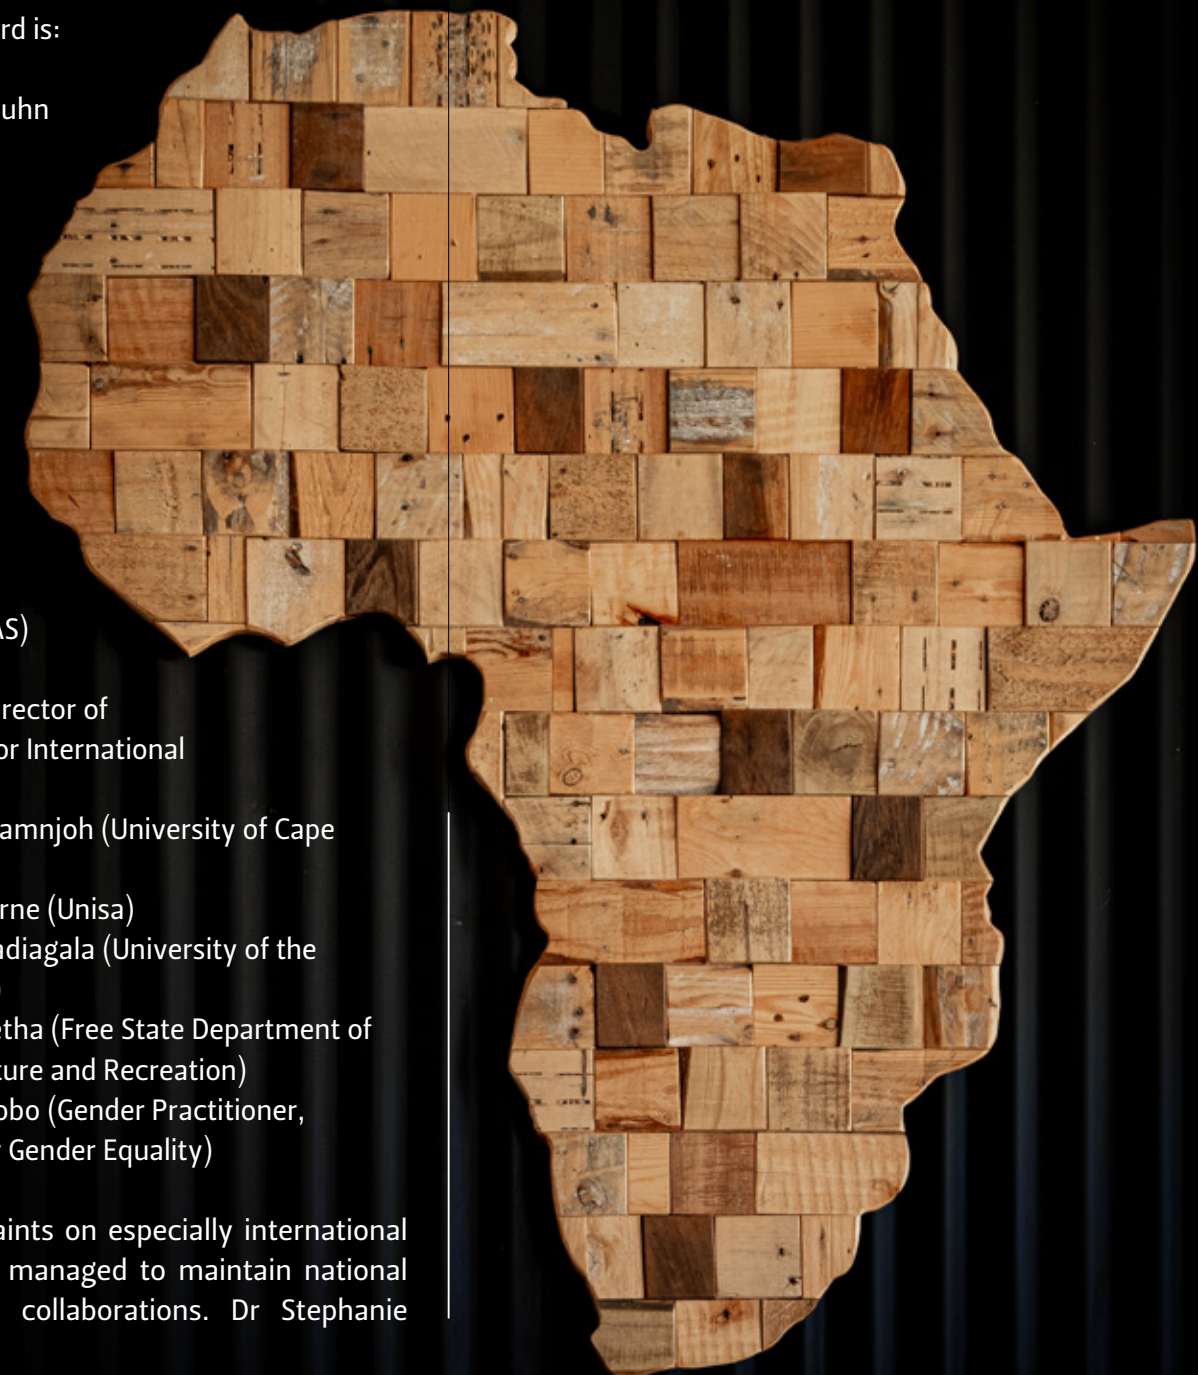 rd is:
uhn
AS)
rector of
or International
amnjoh (University of Cape
rne (Unisa)
adiagala (University of the
)
etha (Free State Department of
ture and Recreation)
obo (Gender Practitioner,
r Gender Equality)
aints on especially international
managed to maintain national
collaborations. Dr Stephanie